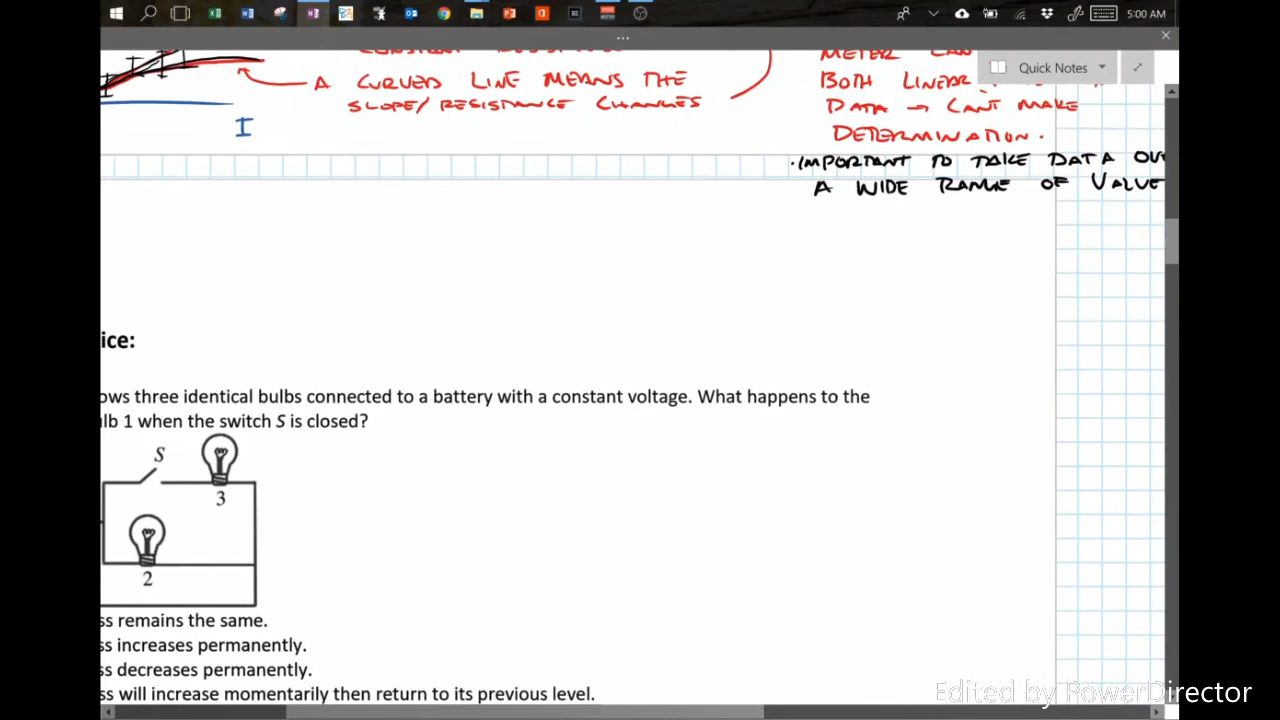 5:00 AM
Quick Notes
METER CAN
A CURVED LINE MEANS THE
SLOPE/RESISTANCE CHANGES
BOTH LINEAR
DATA → CAN'T MAKE
DETERMINATION.
I
·IMPORTANT TO TAKE DATA OV
A WIDE RANGE OF VALUE
ice:
ows three identical bulbs connected to a battery with a constant voltage. What happens to the
lb 1 when the switch S is closed?
S
3
2
ss remains the same.
ss increases permanently.
ss decreases permanently.
ss will increase momentarily then return to its previous level.
Edited by PowerDirector